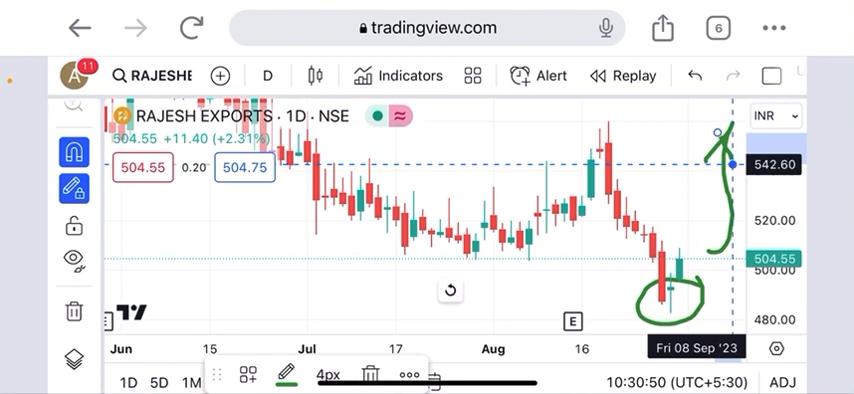 tradingview.com
6
A
11
RAJESHE
D
Indicators
Alert
Replay
RAJESH EXPORTS · 1D · NSE
INR
504.55 +11.40 (+2.31%)
504.55
0.20
504.75
542.60
520.00
504.55
500.00
480.00
E
E
Jun
15
Jul
17
Aug
16
Fri 08 Sep '23
1D
5D
1M
4px
10:30:50 (UTC+5:30)
ADJ